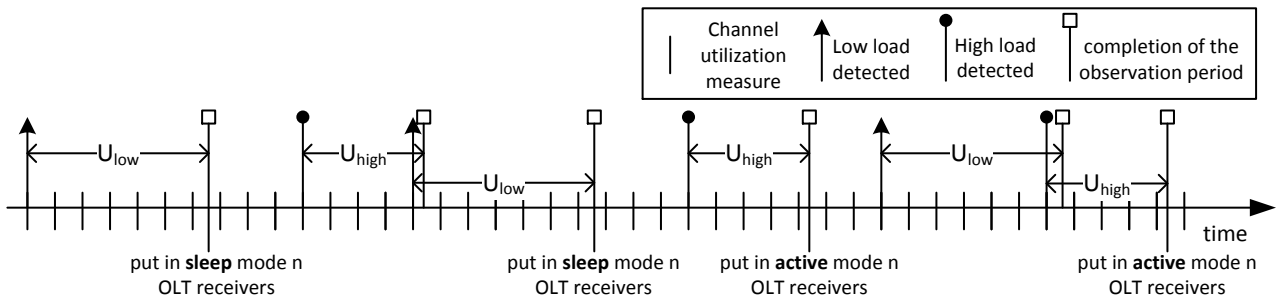 Channel
utilization
measure
Low load
detected
High load
detected
completion of the
observation period
U_low
U_high
U_low
U_high
U_low
U_high
time
put in sleep mode n
OLT receivers
put in sleep mode n
OLT receivers
put in active mode n
OLT receivers
put in active mode n
OLT receivers